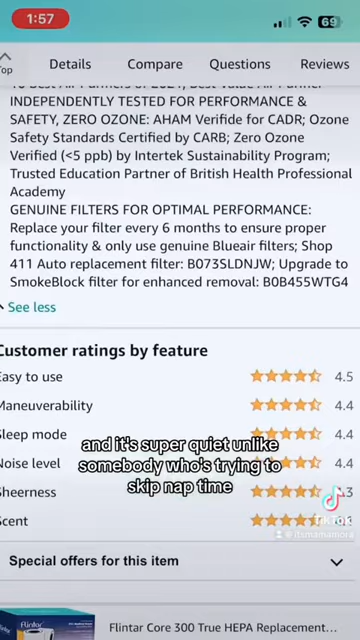 1:57
69
Top
Details
Compare
Questions
Reviews
INDEPENDENTLY TESTED FOR PERFORMANCE &
SAFETY, ZERO OZONE: AHAM Verifide for CADR; Ozone
Safety Standards Certified by CARB; Zero Ozone
Verified (<5 ppb) by Intertek Sustainability Program;
Trusted Education Partner of British Health Professional
Academy
GENUINE FILTERS FOR OPTIMAL PERFORMANCE:
Replace your filter every 6 months to ensure proper
functionality & only use genuine Blueair filters; Shop
411 Auto replacement filter: B073SLDNJW; Upgrade to
SmokeBlock filter for enhanced removal: B0B455WTG4
See less
Customer ratings by feature
Easy to use 4.5
Maneuverability 4.4
Sleep mode 4.4
and it's super quiet unlike
somebody who's trying to
skip nap time
Noise level 4.4
Sheerness
Scent
TikTok
@itsmamamora
Special offers for this item
Flintar
Flintar Core 300 True HEPA Replacement...